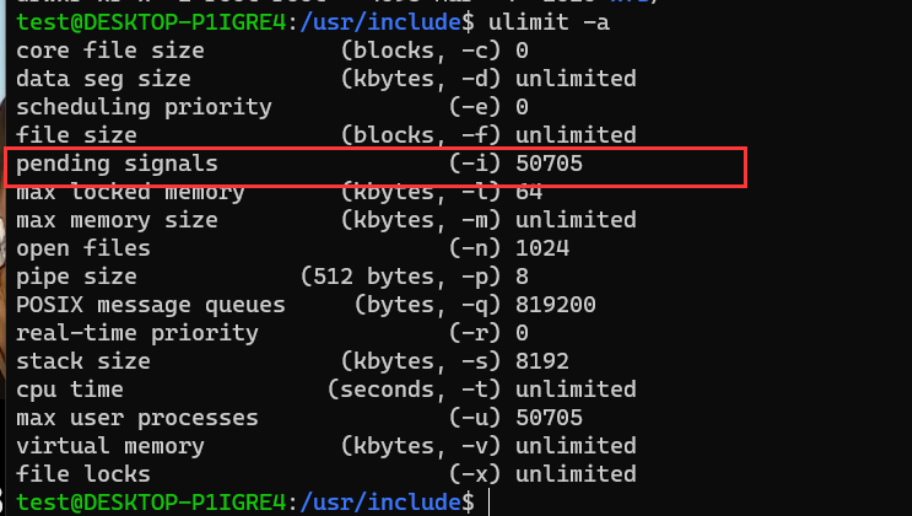 test@DESKTOP-P1IGRE4:/usr/include$ ulimit -a
core file size (blocks, -c) 0
data seg size (kbytes, -d) unlimited
scheduling priority (-e) 0
file size (blocks, -f) unlimited
pending signals (-i) 50705
max locked memory (kbytes, -l) 64
max memory size (kbytes, -m) unlimited
open files (-n) 1024
pipe size (512 bytes, -p) 8
POSIX message queues (bytes, -q) 819200
real-time priority (-r) 0
stack size (kbytes, -s) 8192
cpu time (seconds, -t) unlimited
max user processes (-u) 50705
virtual memory (kbytes, -v) unlimited
file locks (-x) unlimited
test@DESKTOP-P1IGRE4:/usr/include$